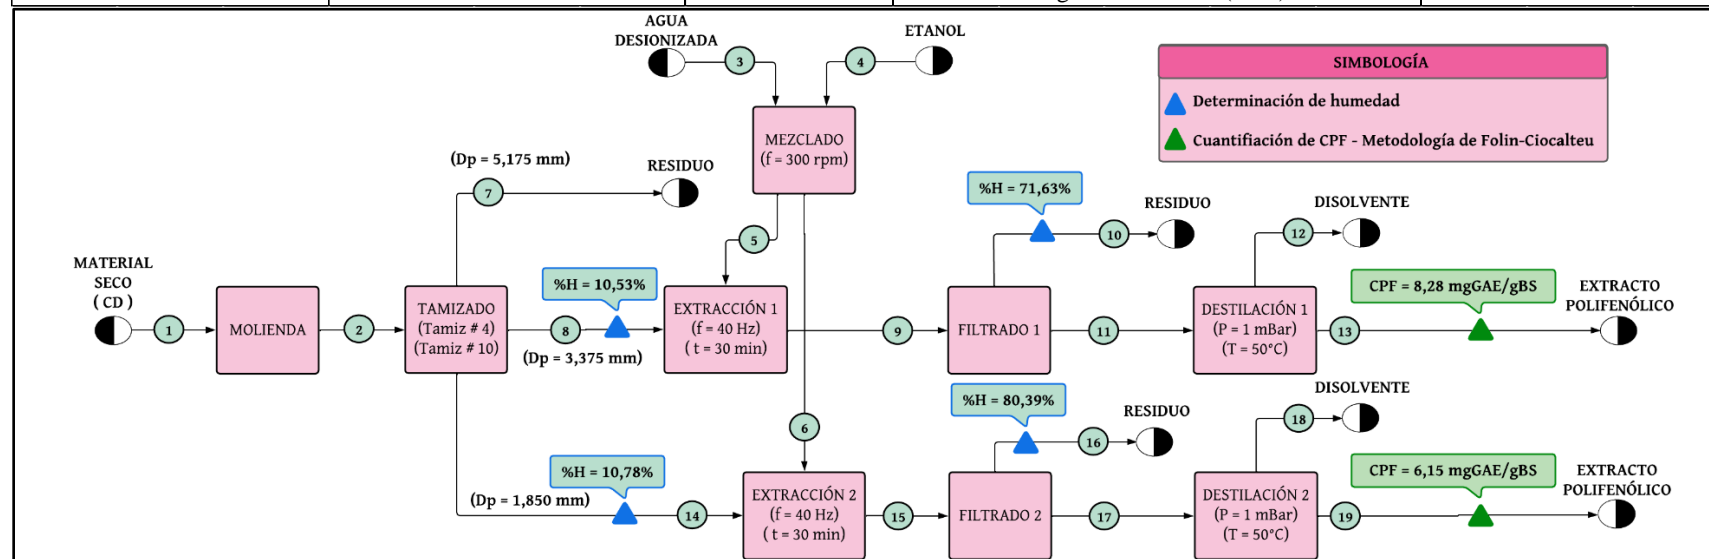 AGUA
DESIONIZADA
3
4
ETANOL
SIMBOLOGÍA
Determinación de humedad
Cuantifiación de CPF - Metodología de Folin-Ciocalteu
MEZCLADO
(f = 300 rpm)
(Dp = 5,175 mm)
7
RESIDUO
5
%H = 71,63%
10
RESIDUO
DISOLVENTE
12
MATERIAL
SECO
( CD )
1
MOLIENDA
2
TAMIZADO
(Tamiz # 4)
(Tamiz # 10)
%H = 10,53%
8
(Dp = 3,375 mm)
EXTRACCIÓN 1
(f = 40 Hz)
( t = 30 min)
9
FILTRADO 1
11
DESTILACIÓN 1
(P = 1 mBar)
(T = 50°C)
CPF = 8,28 mgGAE/gBS
13
EXTRACTO
POLIFENÓLICO
6
%H = 80,39%
16
RESIDUO
DISOLVENTE
18
%H = 10,78%
(Dp = 1,850 mm)
14
EXTRACCIÓN 2
(f = 40 Hz)
( t = 30 min)
15
FILTRADO 2
17
DESTILACIÓN 2
(P = 1 mBar)
(T = 50°C)
CPF = 6,15 mgGAE/gBS
19
EXTRACTO
POLIFENÓLICO